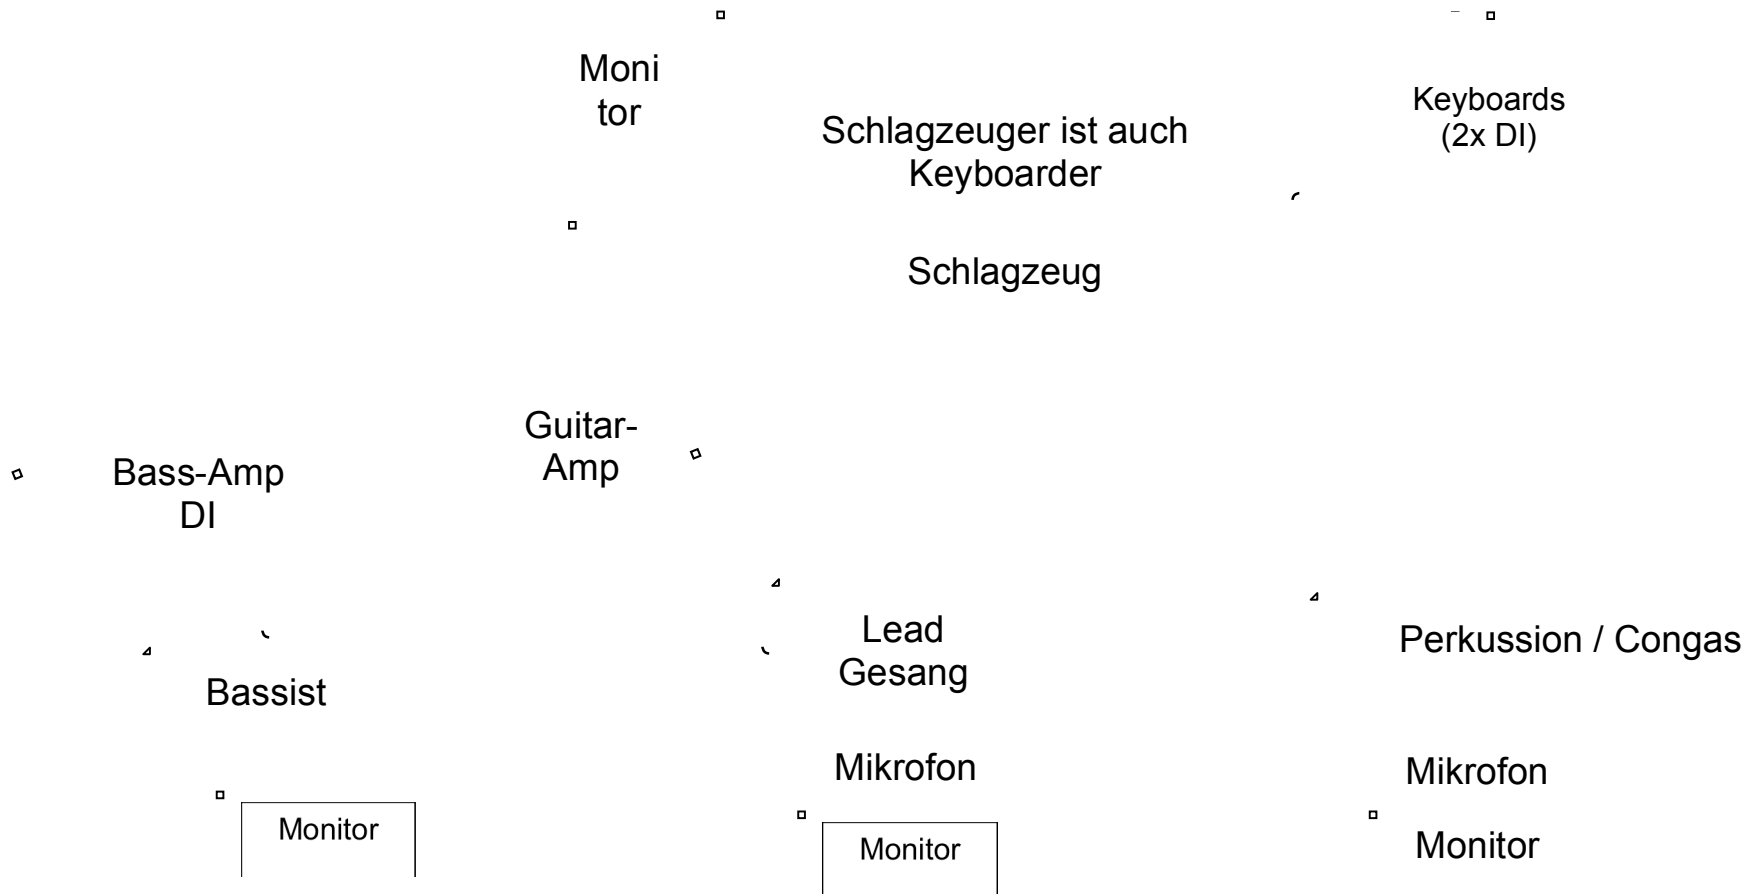 Moni
tor
Schlagzeuger ist auch
Keyboarder
Keyboards
(2x DI)
Schlagzeug
Guitar-
Amp
Bass-Amp
DI
Lead
Gesang
Perkussion / Congas
Bassist
Mikrofon
Mikrofon
Monitor
Monitor
Monitor